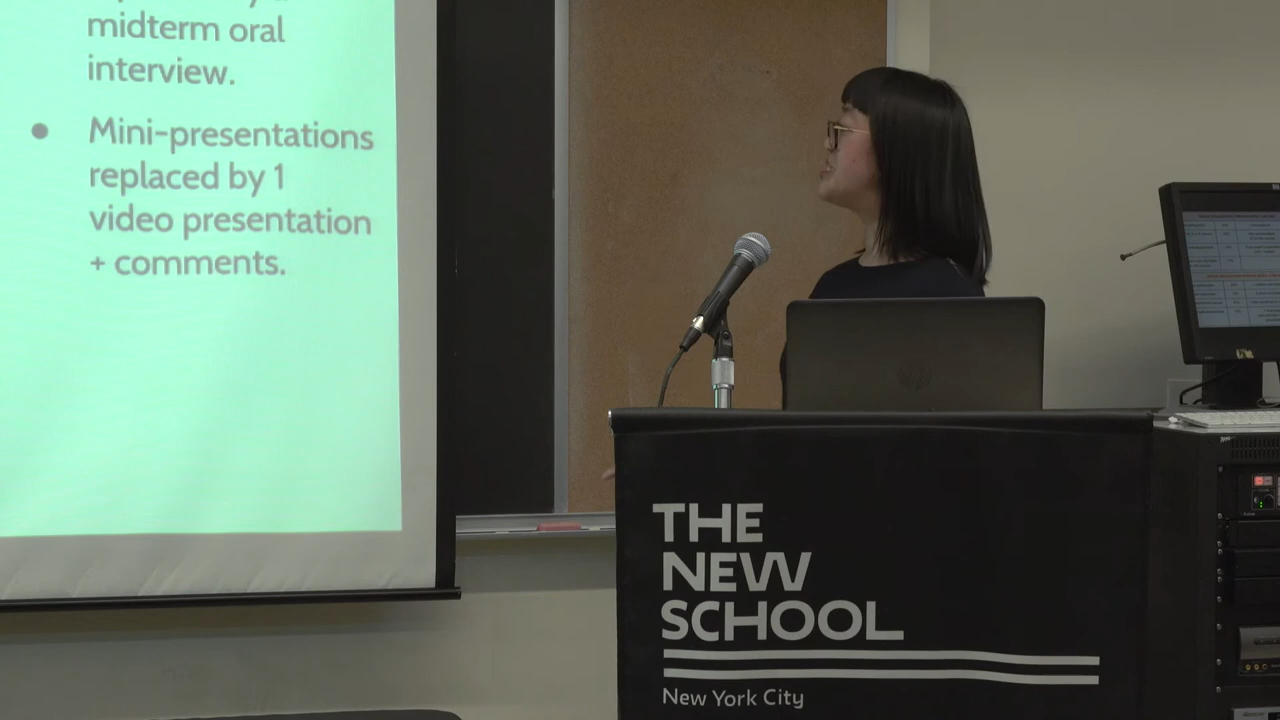 midterm oral
interview.
● Mini-presentations
replaced by 1
video presentation
+ comments.
THE
NEW
SCHOOL
New York City